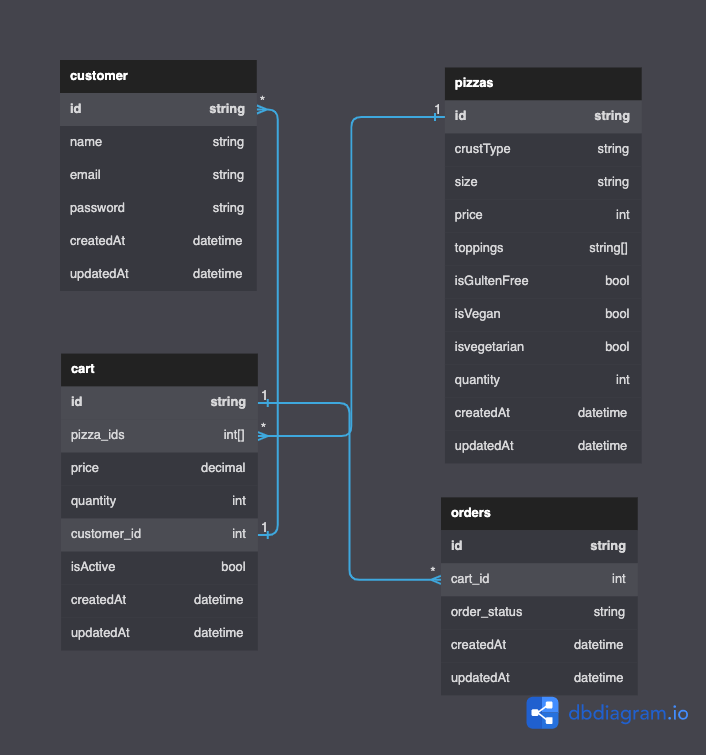 customer
id string
name string
email string
password string
createdAt datetime
updatedAt datetime
*
pizzas
1
id string
crustType string
size string
price int
toppings string[]
isGultenFree bool
isVegan bool
isvegetarian bool
quantity int
createdAt datetime
updatedAt datetime
cart
id string
1
pizza_ids int[]
*
price decimal
quantity int
customer_id int
1
isActive bool
createdAt datetime
updatedAt datetime
orders
id string
*
cart_id int
order_status string
createdAt datetime
updatedAt datetime
dbdiagram.io